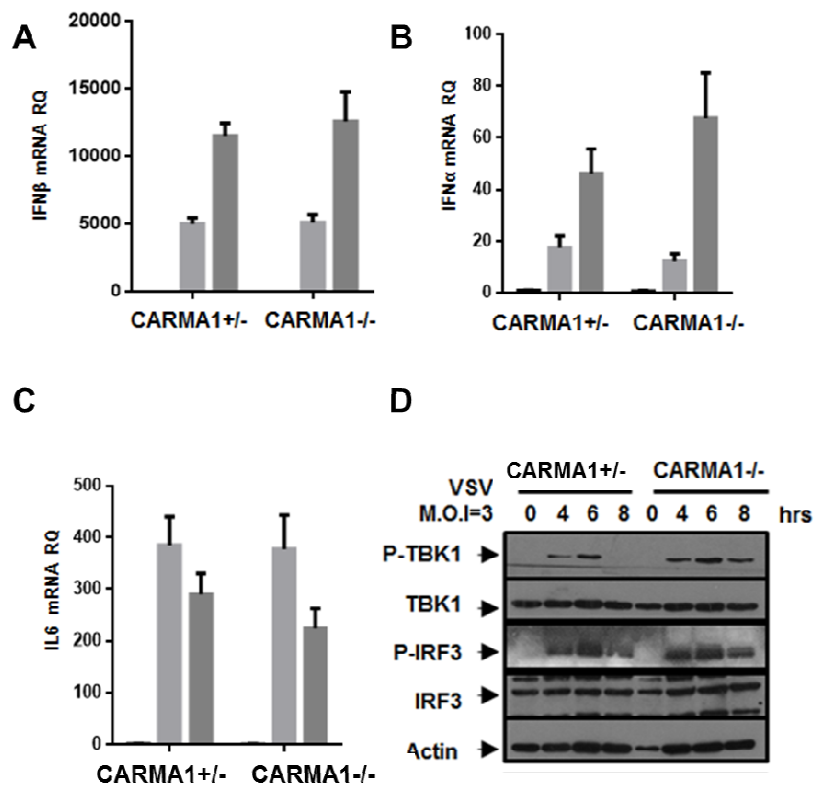 A
IFNβ mRNA RQ
20000
15000
10000
5000
0
CARMA1+/- CARMA1-/-
B
IFNα mRNA RQ
100
80
60
40
20
0
CARMA1+/- CARMA1-/-
C
IL6 mRNA RQ
500
400
300
200
100
0
CARMA1+/- CARMA1-/-
D
CARMA1+/- CARMA1-/-
VSV
M.O.I=3 0 4 6 8 0 4 6 8 hrs
P-TBK1
TBK1
P-IRF3
IRF3
Actin